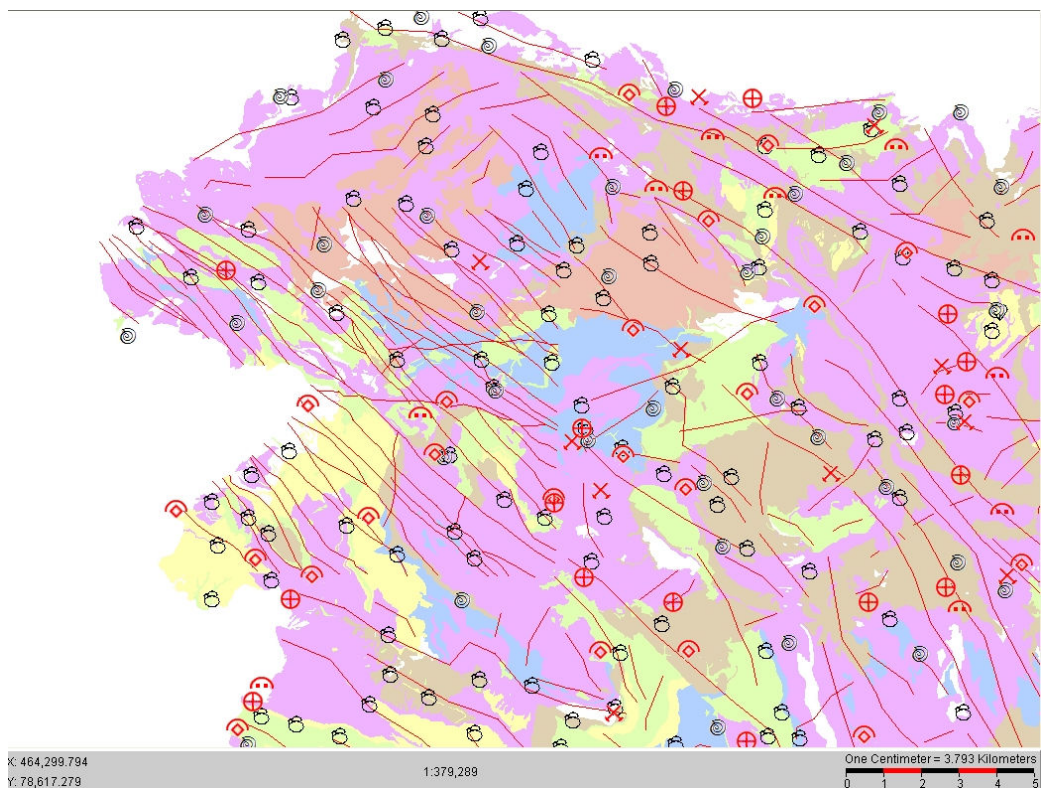 X: 464,299.794
Y: 78,617.279
1:379,289
One Centimeter = 3.793 Kilometers
0 1 2 3 4 5